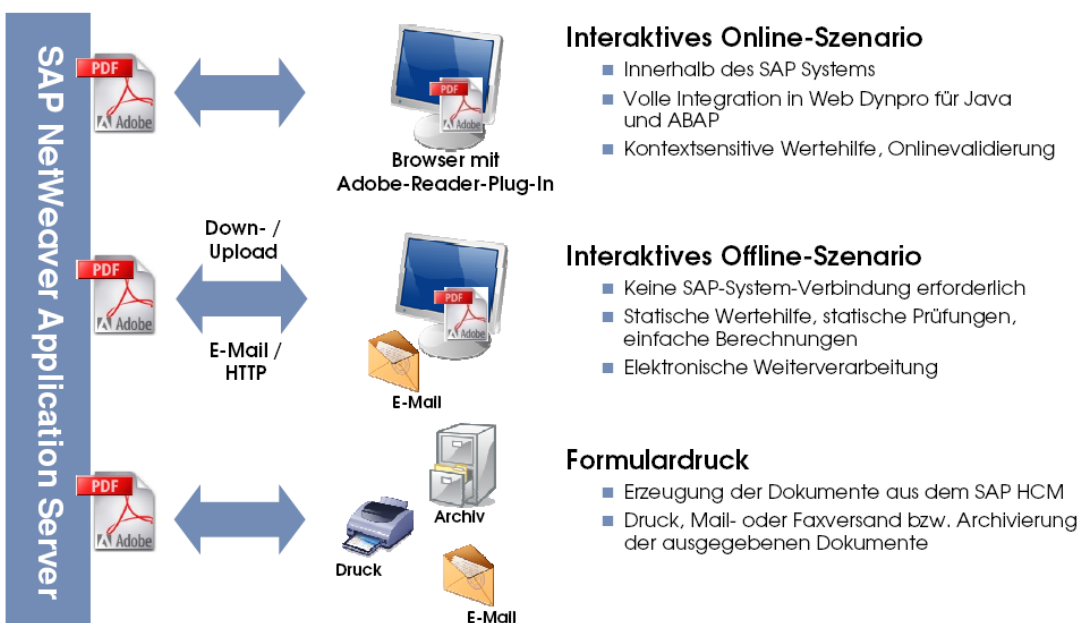 SAP NetWeaver Application Server
PDF
Adobe
PDF
Browser mit
Adobe-Reader-Plug-In
Interaktives Online-Szenario
Innerhalb des SAP Systems
Volle Integration in Web Dynpro für Java
und ABAP
Kontextsensitive Wertehilfe, Onlinevalidierung
PDF
Adobe
Down- /
Upload
E-Mail /
HTTP
PDF
Adobe
E-Mail
Interaktives Offline-Szenario
Keine SAP-System-Verbindung erforderlich
Statische Wertehilfe, statische Prüfungen,
einfache Berechnungen
Elektronische Weiterverarbeitung
PDF
Adobe
Archiv
Druck
E-Mail
Formulardruck
Erzeugung der Dokumente aus dem SAP HCM
Druck, Mail- oder Faxversand bzw. Archivierung
der ausgegebenen Dokumente